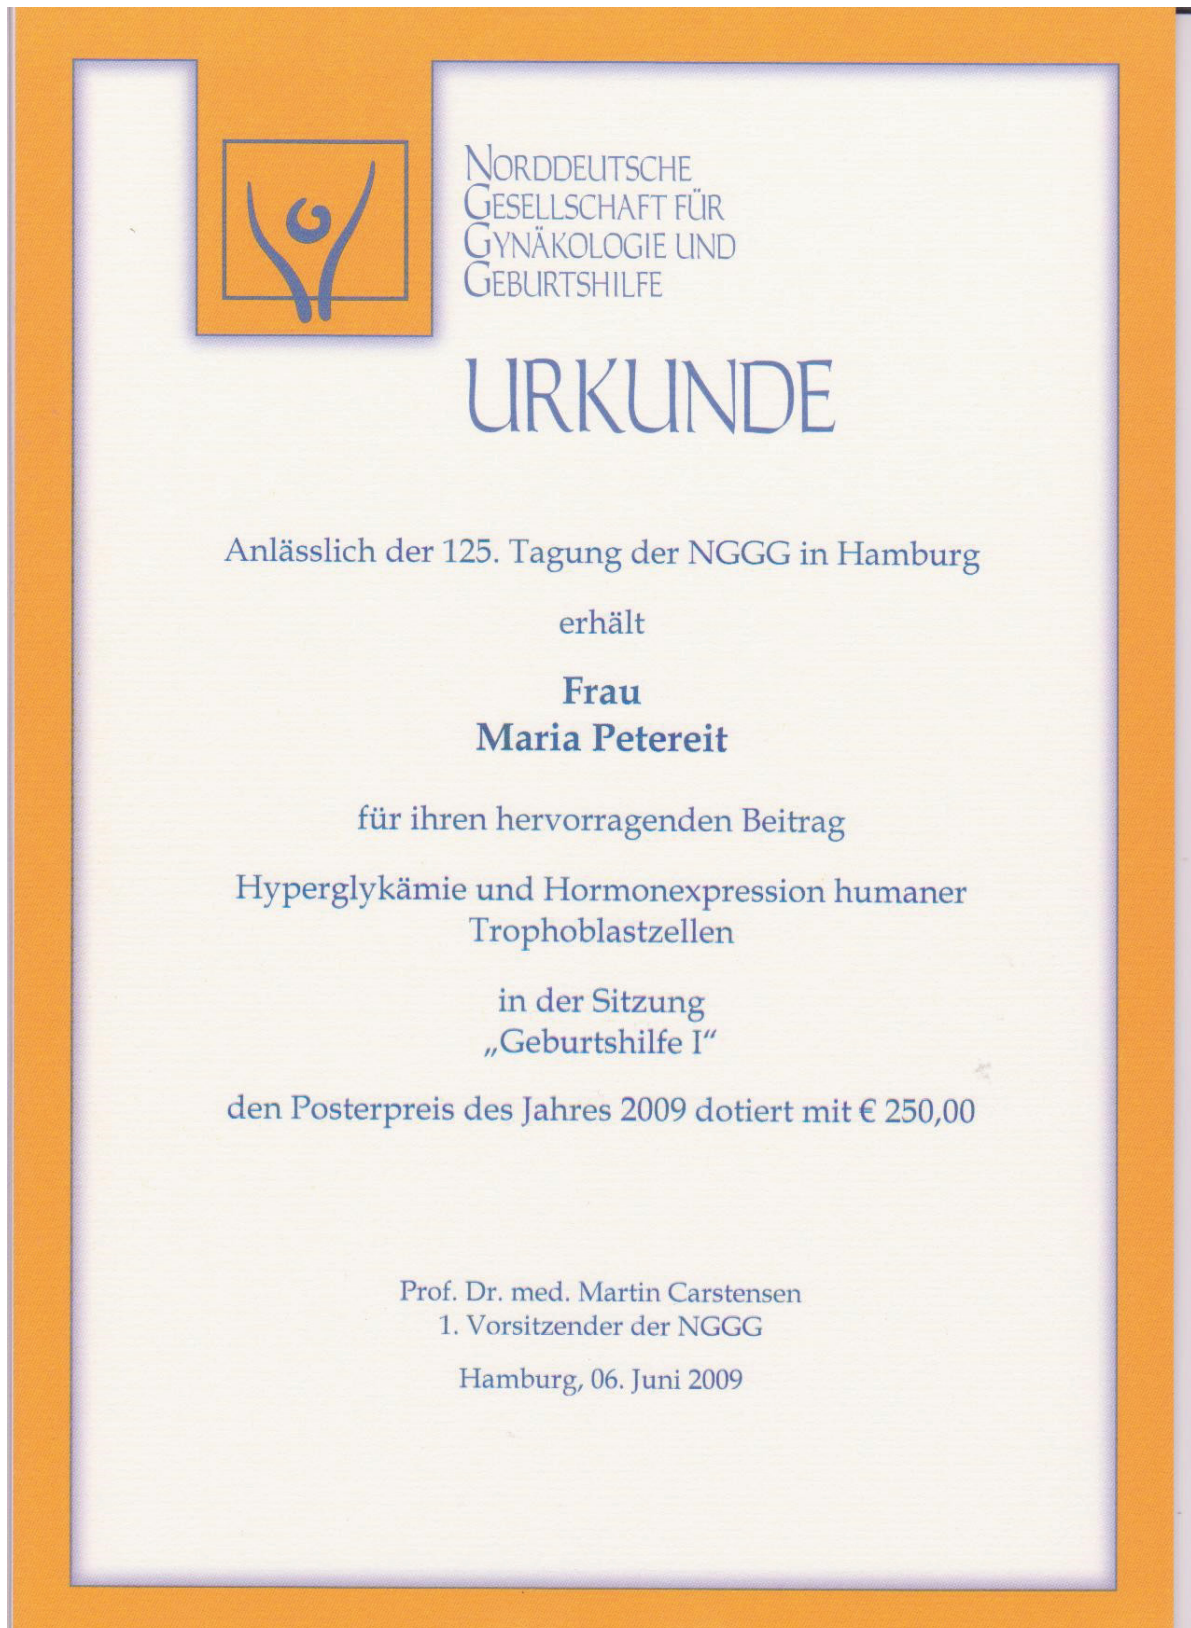 NORDDEUTSCHE
GESELLSCHAFT FÜR
GYNÄKOLOGIE UND
GEBURTSHILFE
URKUNDE
Anlässlich der 125. Tagung der NGGG in Hamburg
erhält
Frau
Maria Petereit
für ihren hervorragenden Beitrag
Hyperglykämie und Hormonexpression humaner
Trophoblastzellen
in der Sitzung
„Geburtshilfe I“
den Posterpreis des Jahres 2009 dotiert mit € 250,00
Prof. Dr. med. Martin Carstensen
1. Vorsitzender der NGGG
Hamburg, 06. Juni 2009